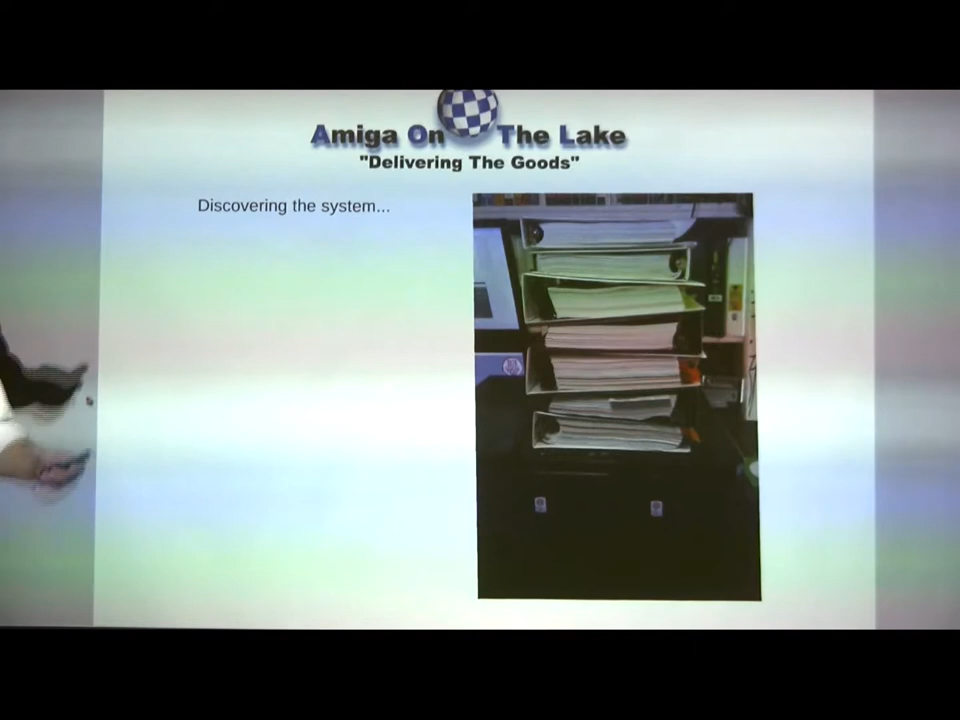 Amiga On The Lake
"Delivering The Goods"
Discovering the system...